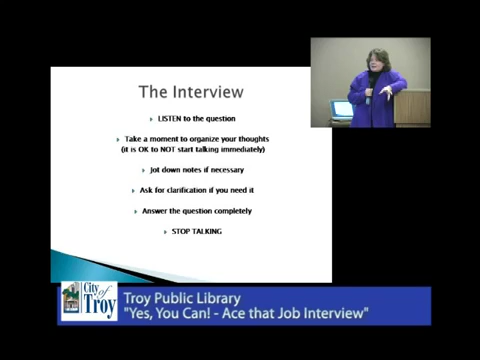 The Interview
LISTEN to the question
Take a moment to organize your thoughts
(it is OK to NOT start talking immediately)
Jot down notes if necessary
Ask for clarification if you need it
Answer the question completely
STOP TALKING
City of
Troy
Troy Public Library
"Yes, You Can! - Ace that Job Interview"